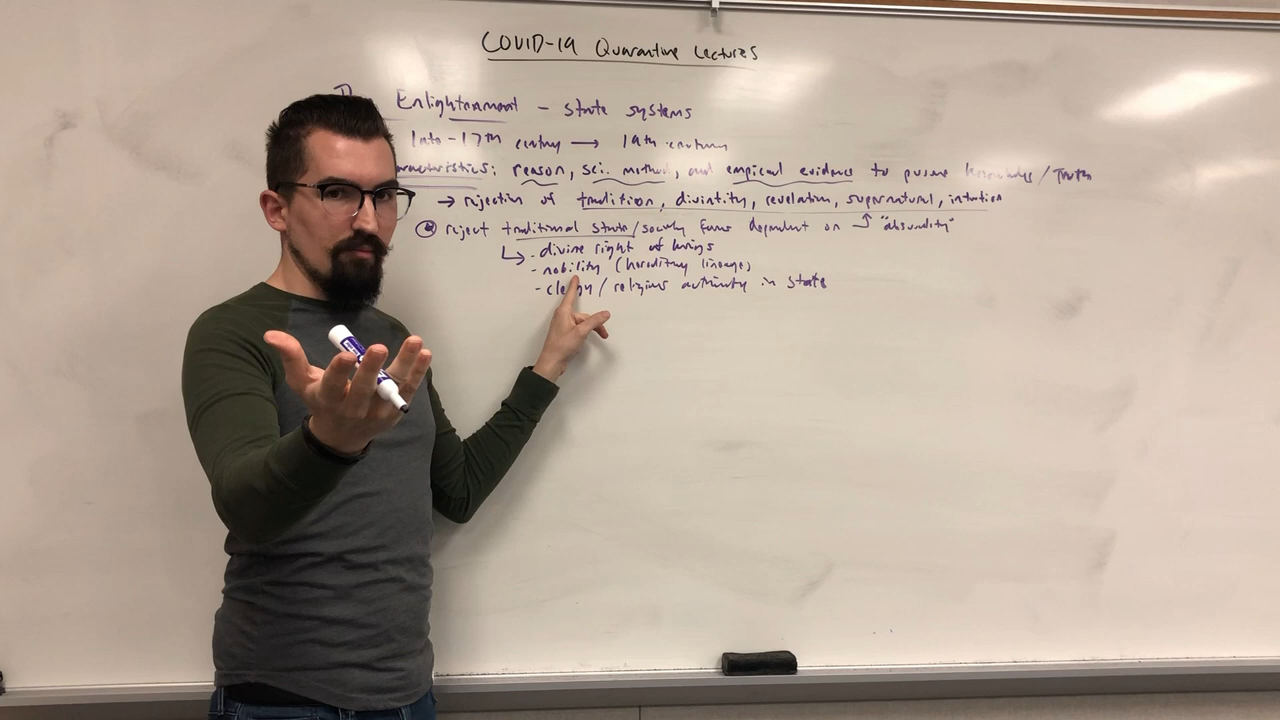 COVID-19 Quarantine Lectures
Enlightenment - state systems
late-17th century → 19th century
characteristics: reason, sci. method, and empirical evidence to pursue knowledge/truth
→ rejection of tradition, divinity, revelation, supernatural, intuition
reject traditional state/society forms dependent on ↑ "absurdity"
↳ - divine right of kings
- nobility (hereditary lineage)
- clergy / religious authority in state